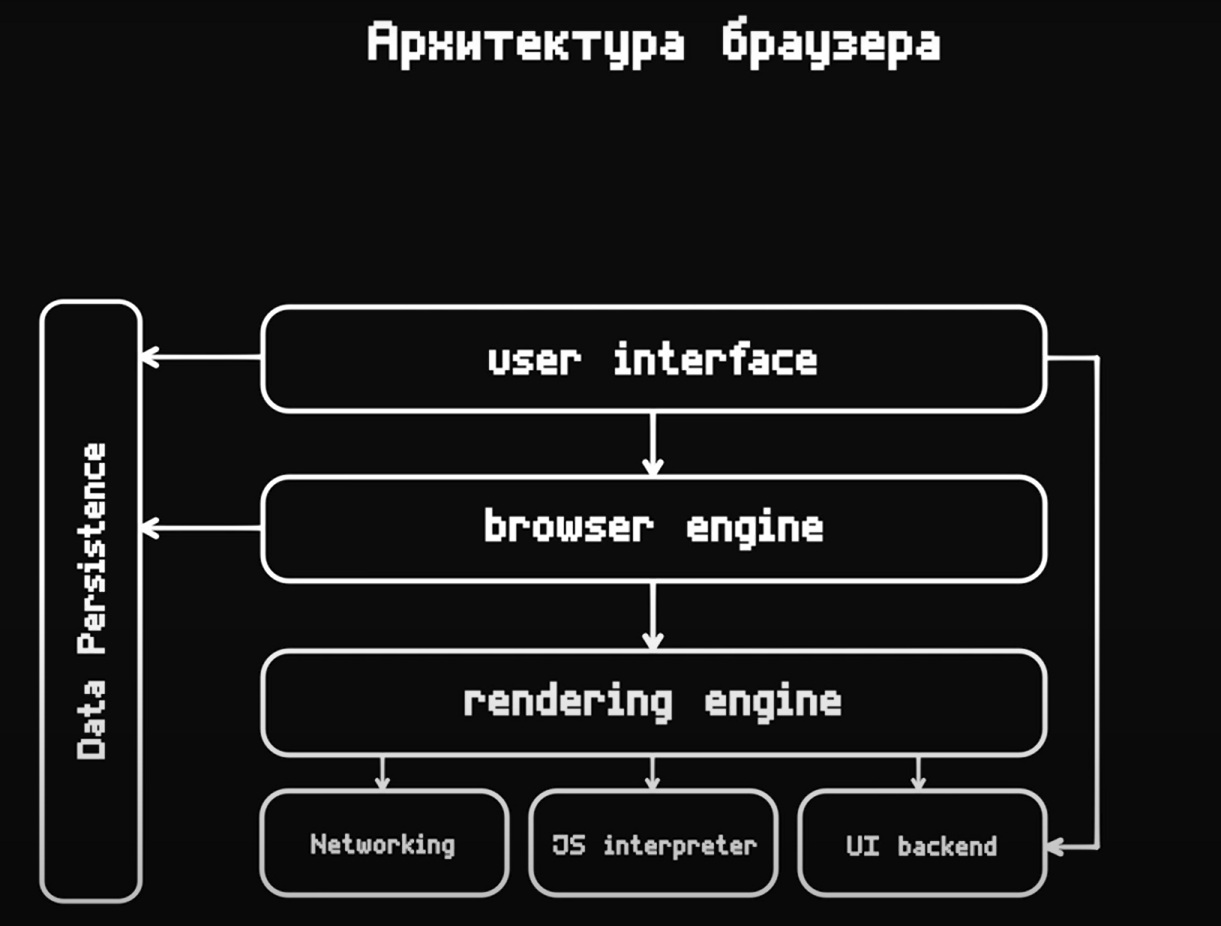 Архитектура браузера
user interface
browser engine
Data Persistence
rendering engine
Networking
JS interpreter
UI backend